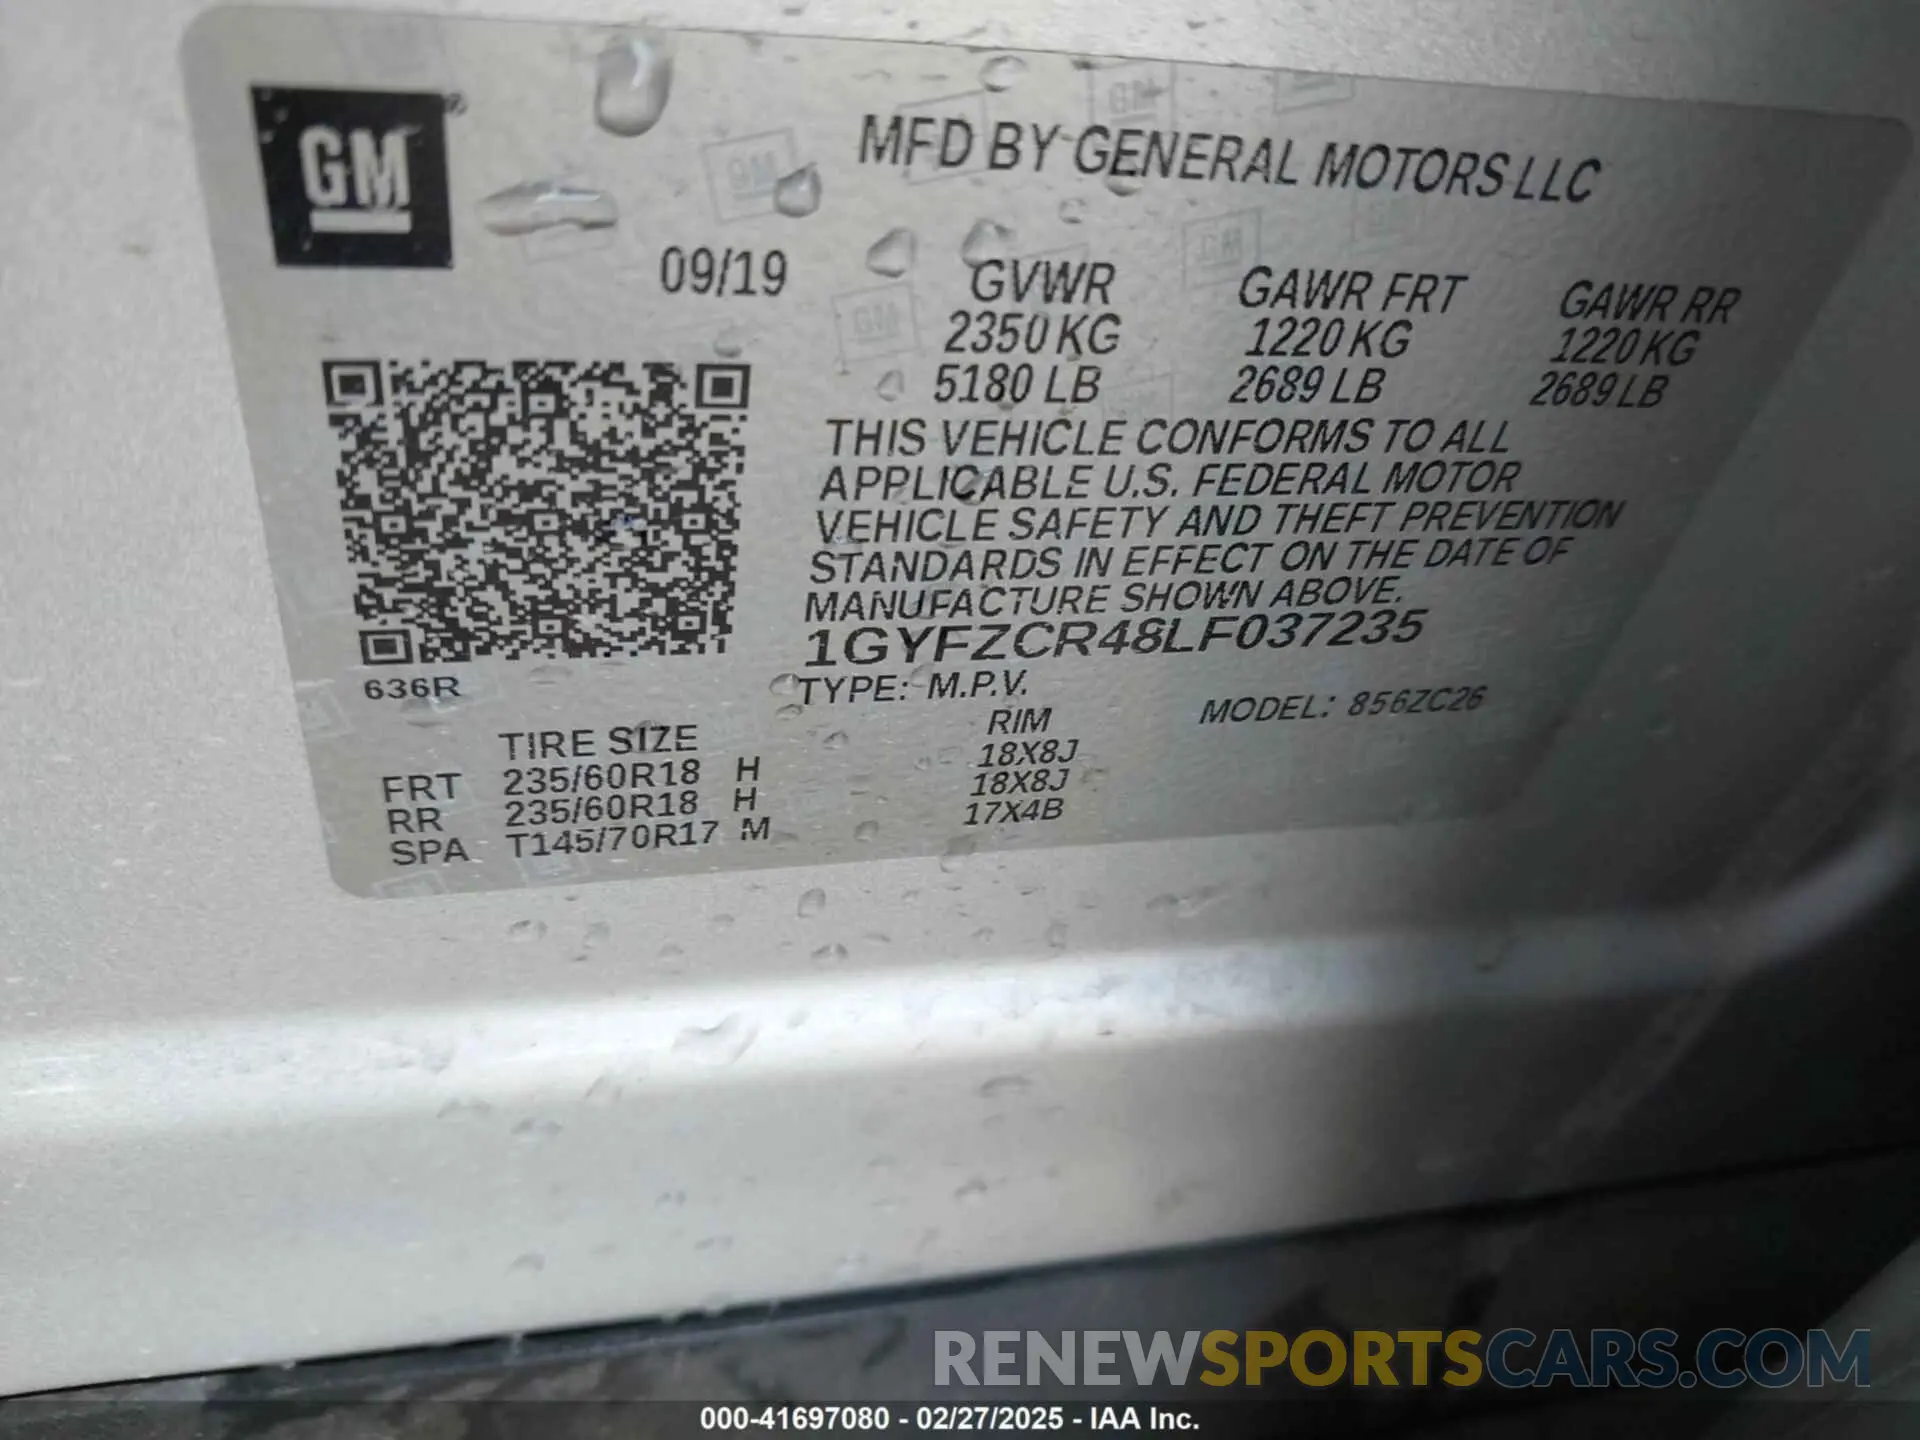 GM ®
MFD BY GENERAL MOTORS LLC
09/19
GVWR GAWR FRT GAWR RR
2350 KG 1220 KG 1220 KG
5180 LB 2689 LB 2689 LB
THIS VEHICLE CONFORMS TO ALL
APPLICABLE U.S. FEDERAL MOTOR
VEHICLE SAFETY AND THEFT PREVENTION
STANDARDS IN EFFECT ON THE DATE OF
MANUFACTURE SHOWN ABOVE.
1GYFZCR48LF037235
636R
TYPE: M.P.V. MODEL: 856ZC26
TIRE SIZE RIM
FRT 235/60R18 H 18X8J
RR 235/60R18 H 18X8J
SPA T145/70R17 M 17X4B
RENEWSPORTSCARS.COM
000-41697080 - 02/27/2025 - IAA Inc.